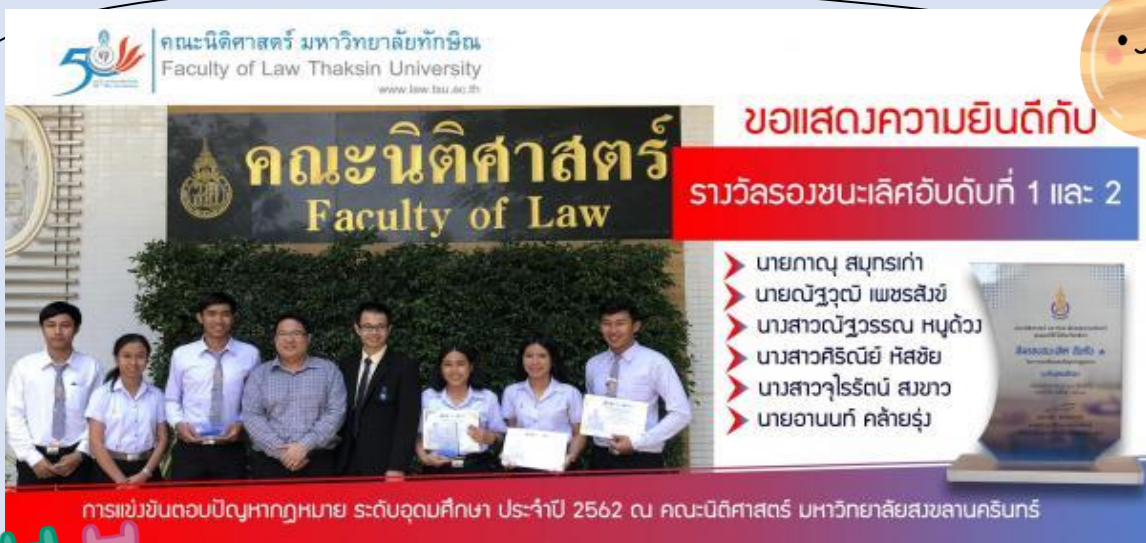 คณะนิติศาสตร์ มหาวิทยาลัยทักษิณ
Faculty of Law Thaksin University
www.law.tsu.ac.th
ขอแสดงความยินดีกับ
รางวัลรองชนะเลิศอับดับที่ 1 และ 2
คณะนิติศาสตร์
Faculty of Law
นายภาณุ สมุทรเก่า
นายณัฐวุฒิ เพชรสังข์
นางสาวณัฐวรรณ หนูด้วง
นางสาวศิริณีย์ หัสชัย
นางสาวจุไรรัตน์ สงขาว
นายอานนท์ คล้ายรุ่ง
การแข่งขันตอบปัญหากฎหมาย ระดับอุดมศึกษา ประจำปี 2562 ณ คณะนิติศาสตร์ มหาวิทยาลัยสงขลานครินทร์